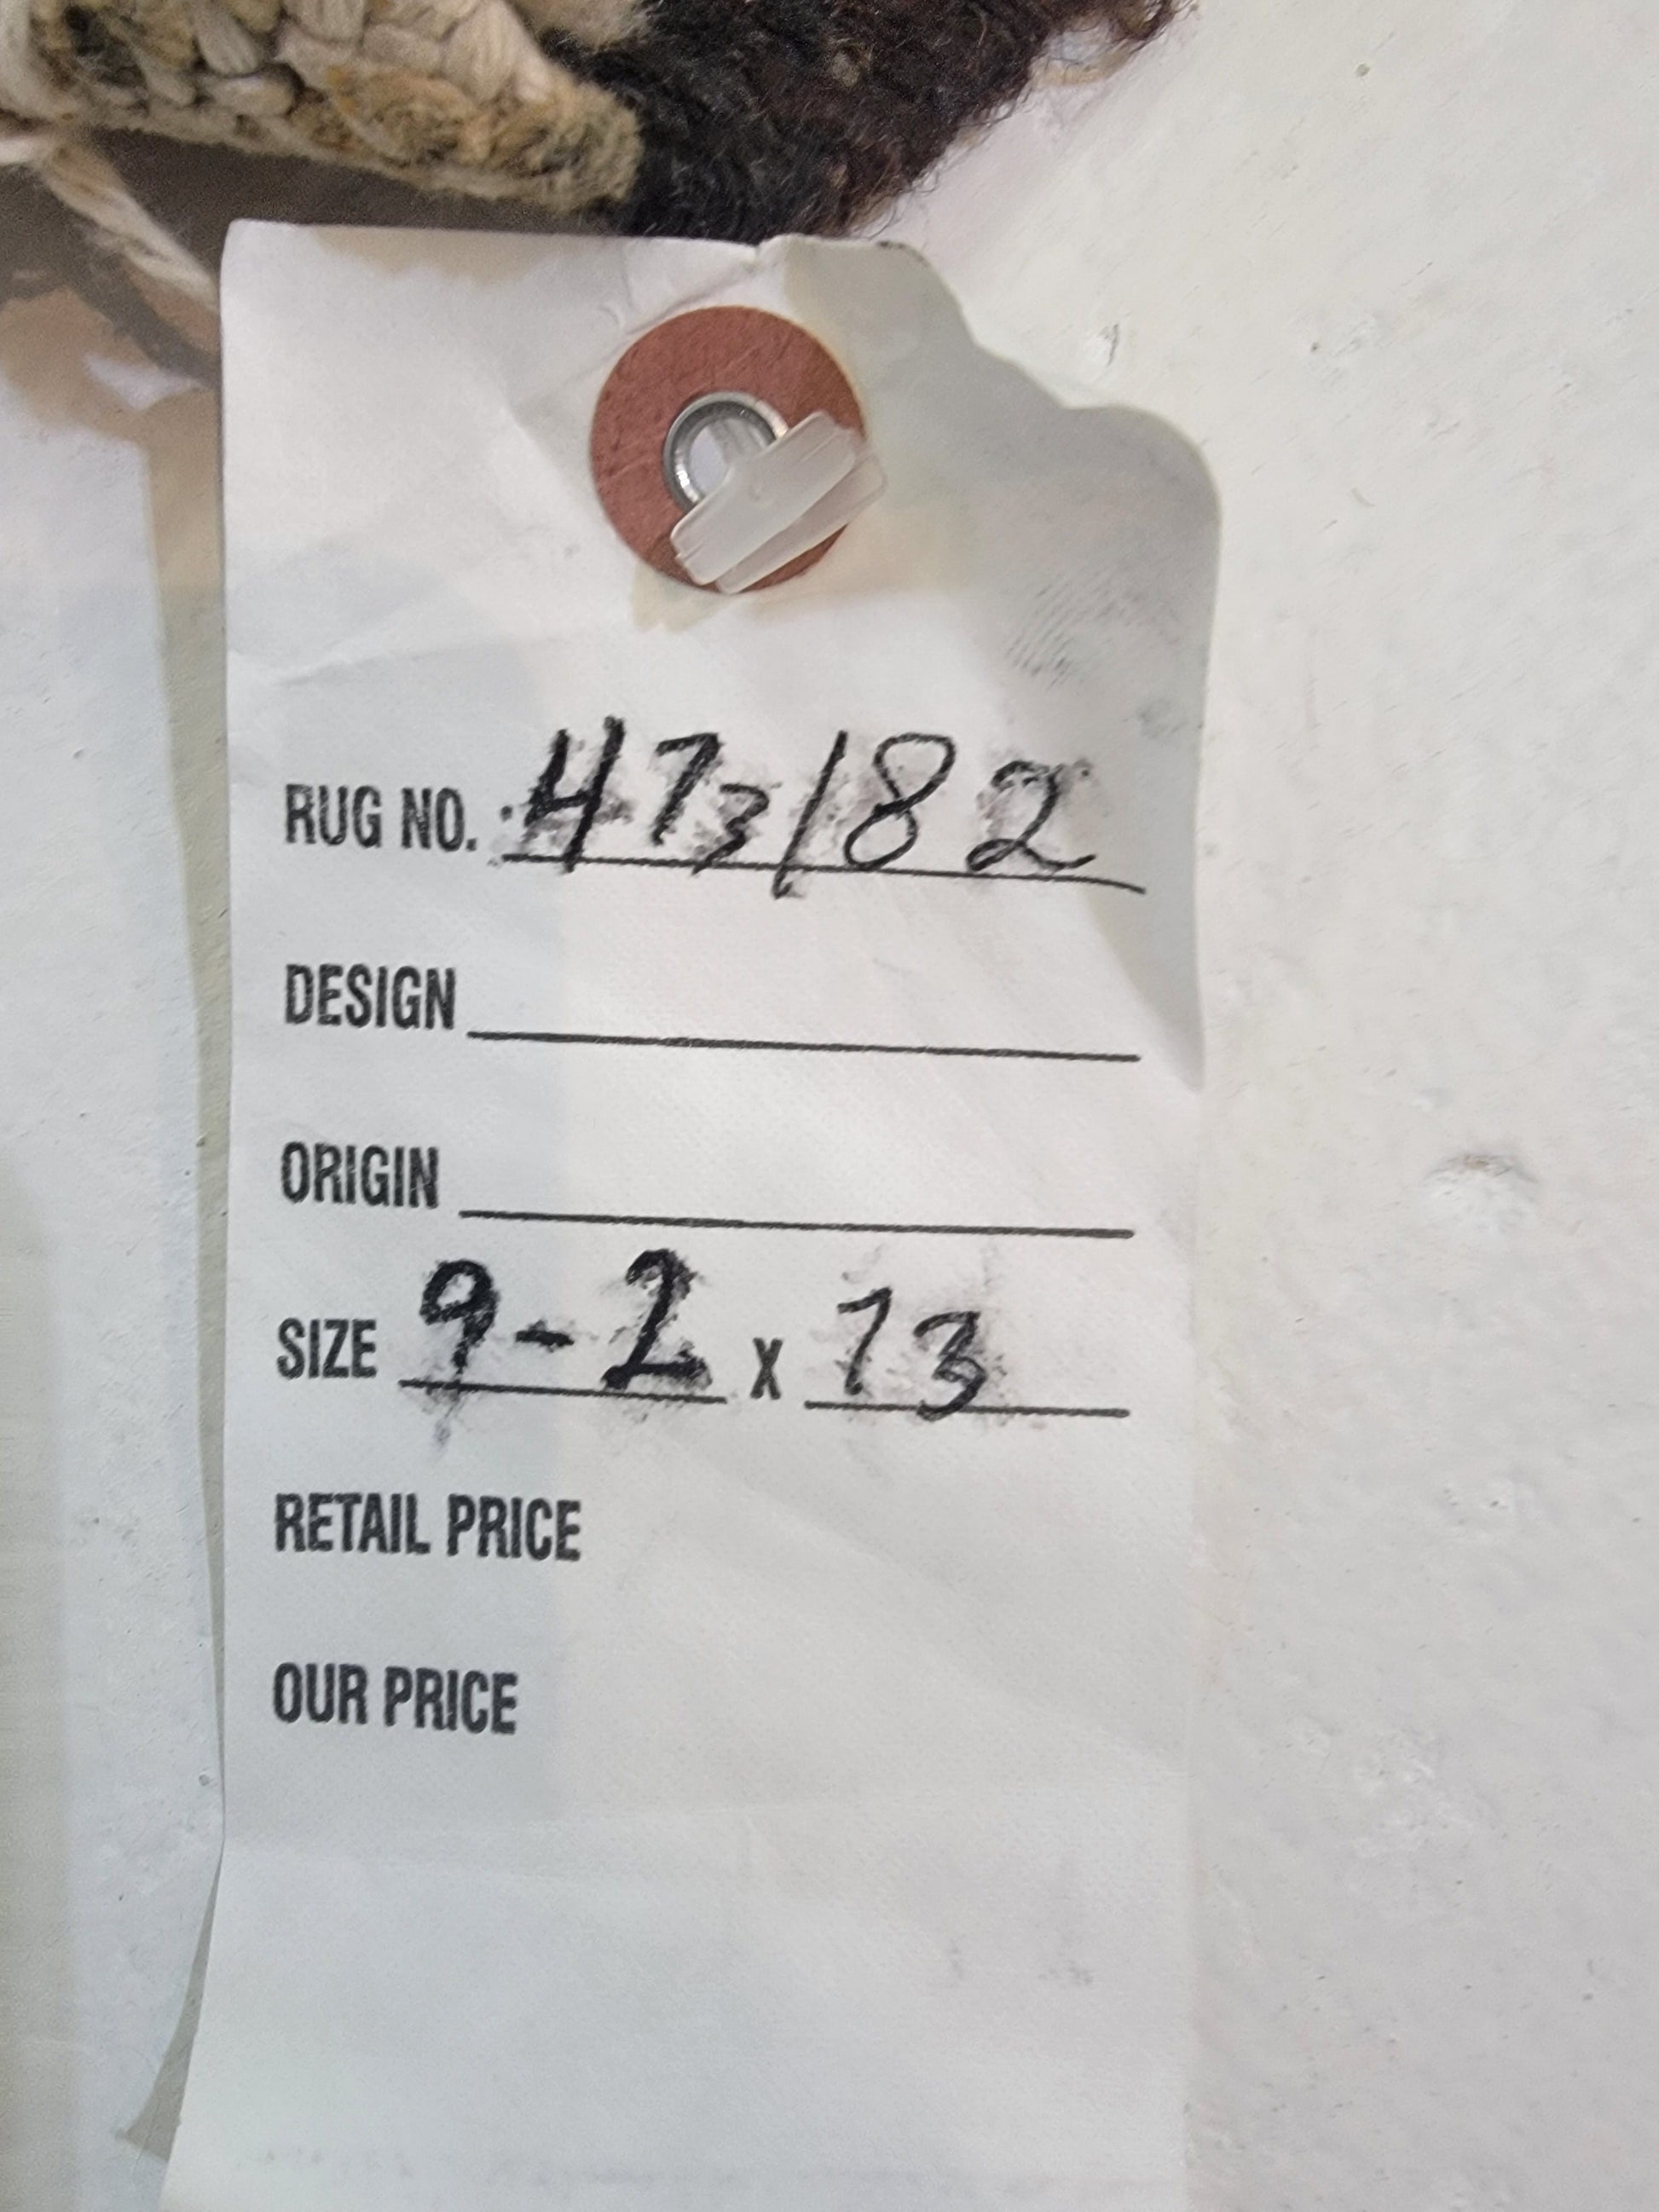 RUG NO. 473182
DESIGN
ORIGIN
SIZE 9-2 x 13
RETAIL PRICE
OUR PRICE